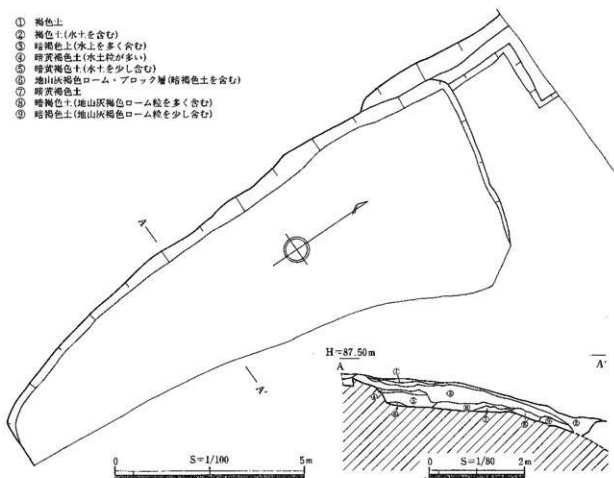 ① 褐色土
② 褐色土(水土を含む)
③ 暗褐色土(水土を多く含む)
④ 暗黄褐色土(水土粒が多い)
⑤ 暗黄褐色土(水土を少し含む)
⑥ 地山灰褐色ローム・ブロック層(暗褐色土を含む)
⑦ 暗黄褐色土
⑧ 暗褐色土(地山灰褐色ローム粒を多く含む)
⑨ 暗褐色土(地山灰褐色ローム粒を少し含む)
A
A'
H=87.50m
A
A'
①
③
②
0 S=1/100 5m
0 S=1/80 2m